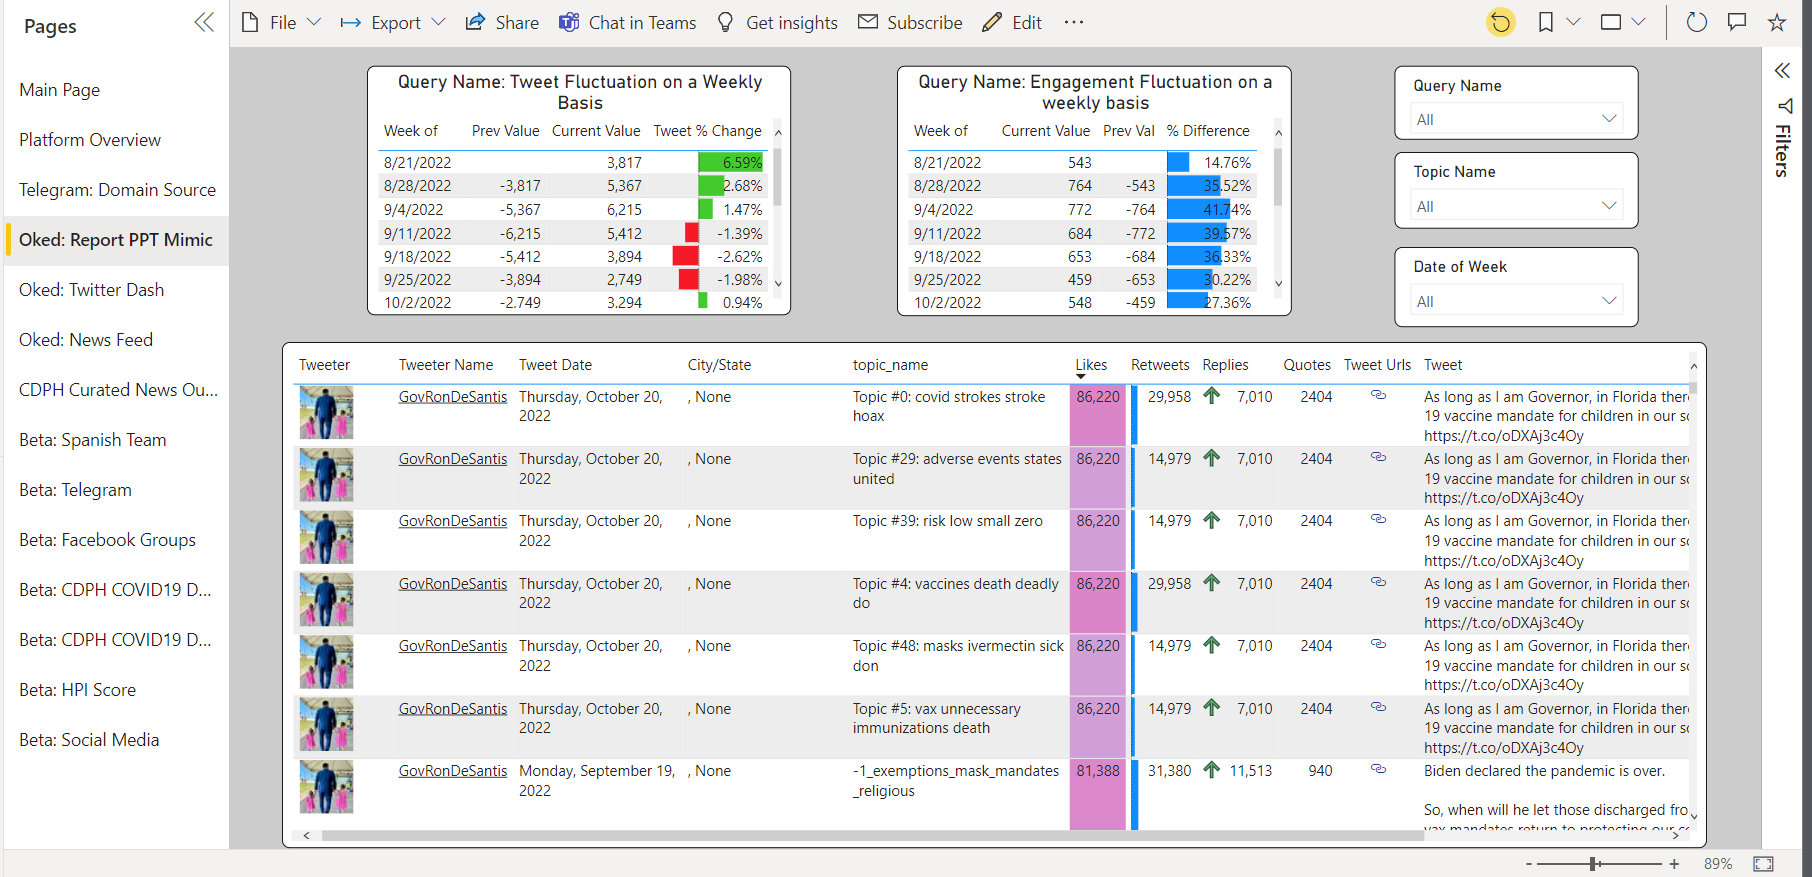 Pages
File
Export
Share
Chat in Teams
Get insights
Subscribe
Edit
Main Page
Platform Overview
Telegram: Domain Source
Oked: Report PPT Mimic
Oked: Twitter Dash
Oked: News Feed
CDPH Curated News Ou...
Beta: Spanish Team
Beta: Telegram
Beta: Facebook Groups
Beta: CDPH COVID19 D...
Beta: CDPH COVID19 D...
Beta: HPI Score
Beta: Social Media
Query Name: Tweet Fluctuation on a Weekly
Basis
Week of Prev Value Current Value Tweet % Change
8/21/2022 3,817 6.59%
8/28/2022 -3,817 5,367 2.68%
9/4/2022 -5,367 6,215 1.47%
9/11/2022 -6,215 5,412 -1.39%
9/18/2022 -5,412 3,894 -2.62%
9/25/2022 -3,894 2,749 -1.98%
10/2/2022 -2.749 3.294 0.94%
Query Name: Engagement Fluctuation on a
weekly basis
Week of Current Value Prev Val % Difference
8/21/2022 543 14.76%
8/28/2022 764 -543 35.52%
9/4/2022 772 -764 41.74%
9/11/2022 684 -772 39.57%
9/18/2022 653 -684 36.33%
9/25/2022 459 -653 30.22%
10/2/2022 548 -459 27.36%
Query Name
All
Topic Name
All
Date of Week
All
Filters
Tweeter Tweeter Name Tweet Date City/State topic_name Likes Retweets Replies Quotes Tweet Urls Tweet
GovRonDeSantis Thursday, October 20, , None Topic #0: covid strokes stroke 86,220 29,958 7,010 2404 As long as I am Governor, in Florida ther
2022 hoax 19 vaccine mandate for children in our sc
https://t.co/oDXAj3c4Oy
GovRonDeSantis Thursday, October 20, , None Topic #29: adverse events states 86,220 14,979 7,010 2404 As long as I am Governor, in Florida ther
2022 united 19 vaccine mandate for children in our sc
https://t.co/oDXAj3c4Oy
GovRonDeSantis Thursday, October 20, , None Topic #39: risk low small zero 86,220 14,979 7,010 2404 As long as I am Governor, in Florida ther
2022 19 vaccine mandate for children in our sc
https://t.co/oDXAj3c4Oy
GovRonDeSantis Thursday, October 20, , None Topic #4: vaccines death deadly 86,220 29,958 7,010 2404 As long as I am Governor, in Florida ther
2022 do 19 vaccine mandate for children in our sc
https://t.co/oDXAj3c4Oy
GovRonDeSantis Thursday, October 20, , None Topic #48: masks ivermectin sick 86,220 14,979 7,010 2404 As long as I am Governor, in Florida ther
2022 don 19 vaccine mandate for children in our sc
https://t.co/oDXAj3c4Oy
GovRonDeSantis Thursday, October 20, , None Topic #5: vax unnecessary 86,220 14,979 7,010 2404 As long as I am Governor, in Florida ther
2022 immunizations death 19 vaccine mandate for children in our sc
https://t.co/oDXAj3c4Oy
GovRonDeSantis Monday, September 19, , None -1_exemptions_mask_mandates 81,388 31,380 11,513 940 Biden declared the pandemic is over.
2022 _religious
So, when will he let those discharged fro
vax mandates return to protecting our c
- + 89%